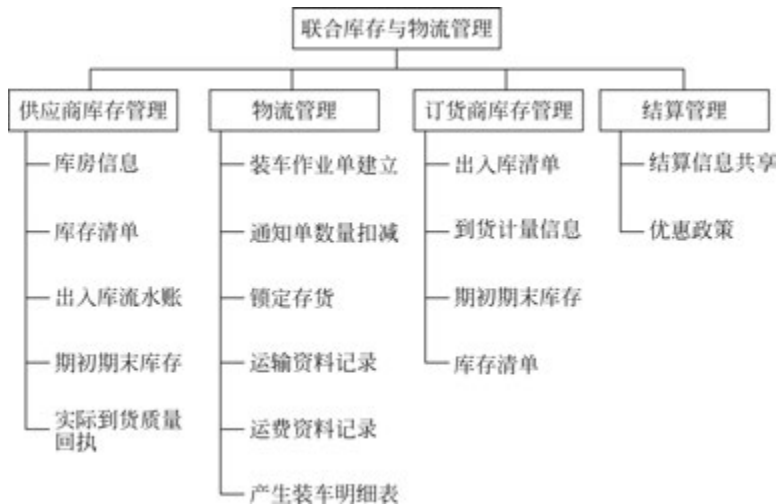 联合库存与物流管理
供应商库存管理
库房信息
库存清单
出入库流水账
期初期末库存
实际到货质量
回执
物流管理
装车作业单建立
通知单数量扣减
锁定存货
运输资料记录
运费资料记录
产生装车明细表
订货商库存管理
出入库清单
到货计量信息
期初期末库存
库存清单
结算管理
结算信息共享
优惠政策